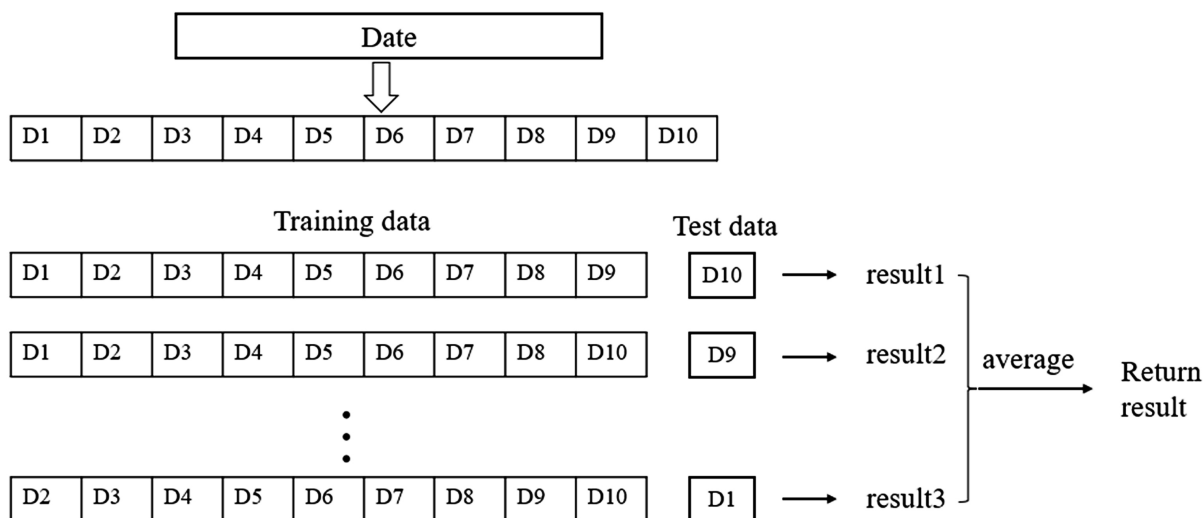 Date
D1 D2 D3 D4 D5 D6 D7 D8 D9 D10
Training data Test data
D1 D2 D3 D4 D5 D6 D7 D8 D9 D10 result1
D1 D2 D3 D4 D5 D6 D7 D8 D10 D9 result2
average
Return
result
D2 D3 D4 D5 D6 D7 D8 D9 D10 D1 result3